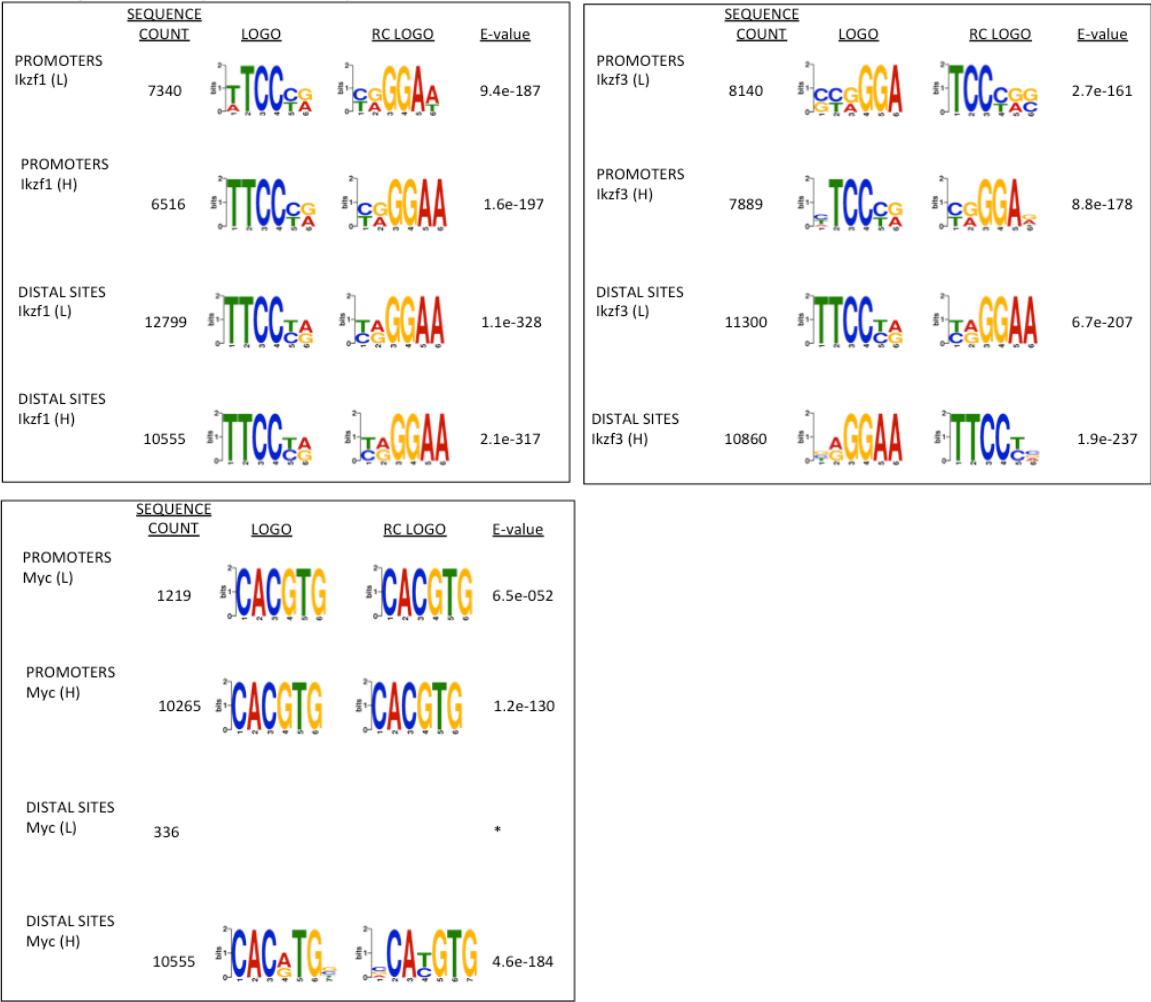 SEQUENCE
COUNT LOGO RC LOGO E-value
PROMOTERS
Ikzf1 (L)
7340 9.4e-187
PROMOTERS
Ikzf1 (H)
6516 1.6e-197
DISTAL SITES
Ikzf1 (L)
12799 1.1e-328
DISTAL SITES
Ikzf1 (H)
10555 2.1e-317
SEQUENCE
COUNT LOGO RC LOGO E-value
PROMOTERS
Ikzf3 (L)
8140 2.7e-161
PROMOTERS
Ikzf3 (H)
7889 8.8e-178
DISTAL SITES
Ikzf3 (L)
11300 6.7e-207
DISTAL SITES
Ikzf3 (H)
10860 1.9e-237
SEQUENCE
COUNT LOGO RC LOGO E-value
PROMOTERS
Myc (L)
1219 CACGTG CACGTG 6.5e-052
PROMOTERS
Myc (H)
10265 CACGTG CACGTG 1.2e-130
DISTAL SITES
Myc (L)
336 *
DISTAL SITES
Myc (H)
10555 4.6e-184